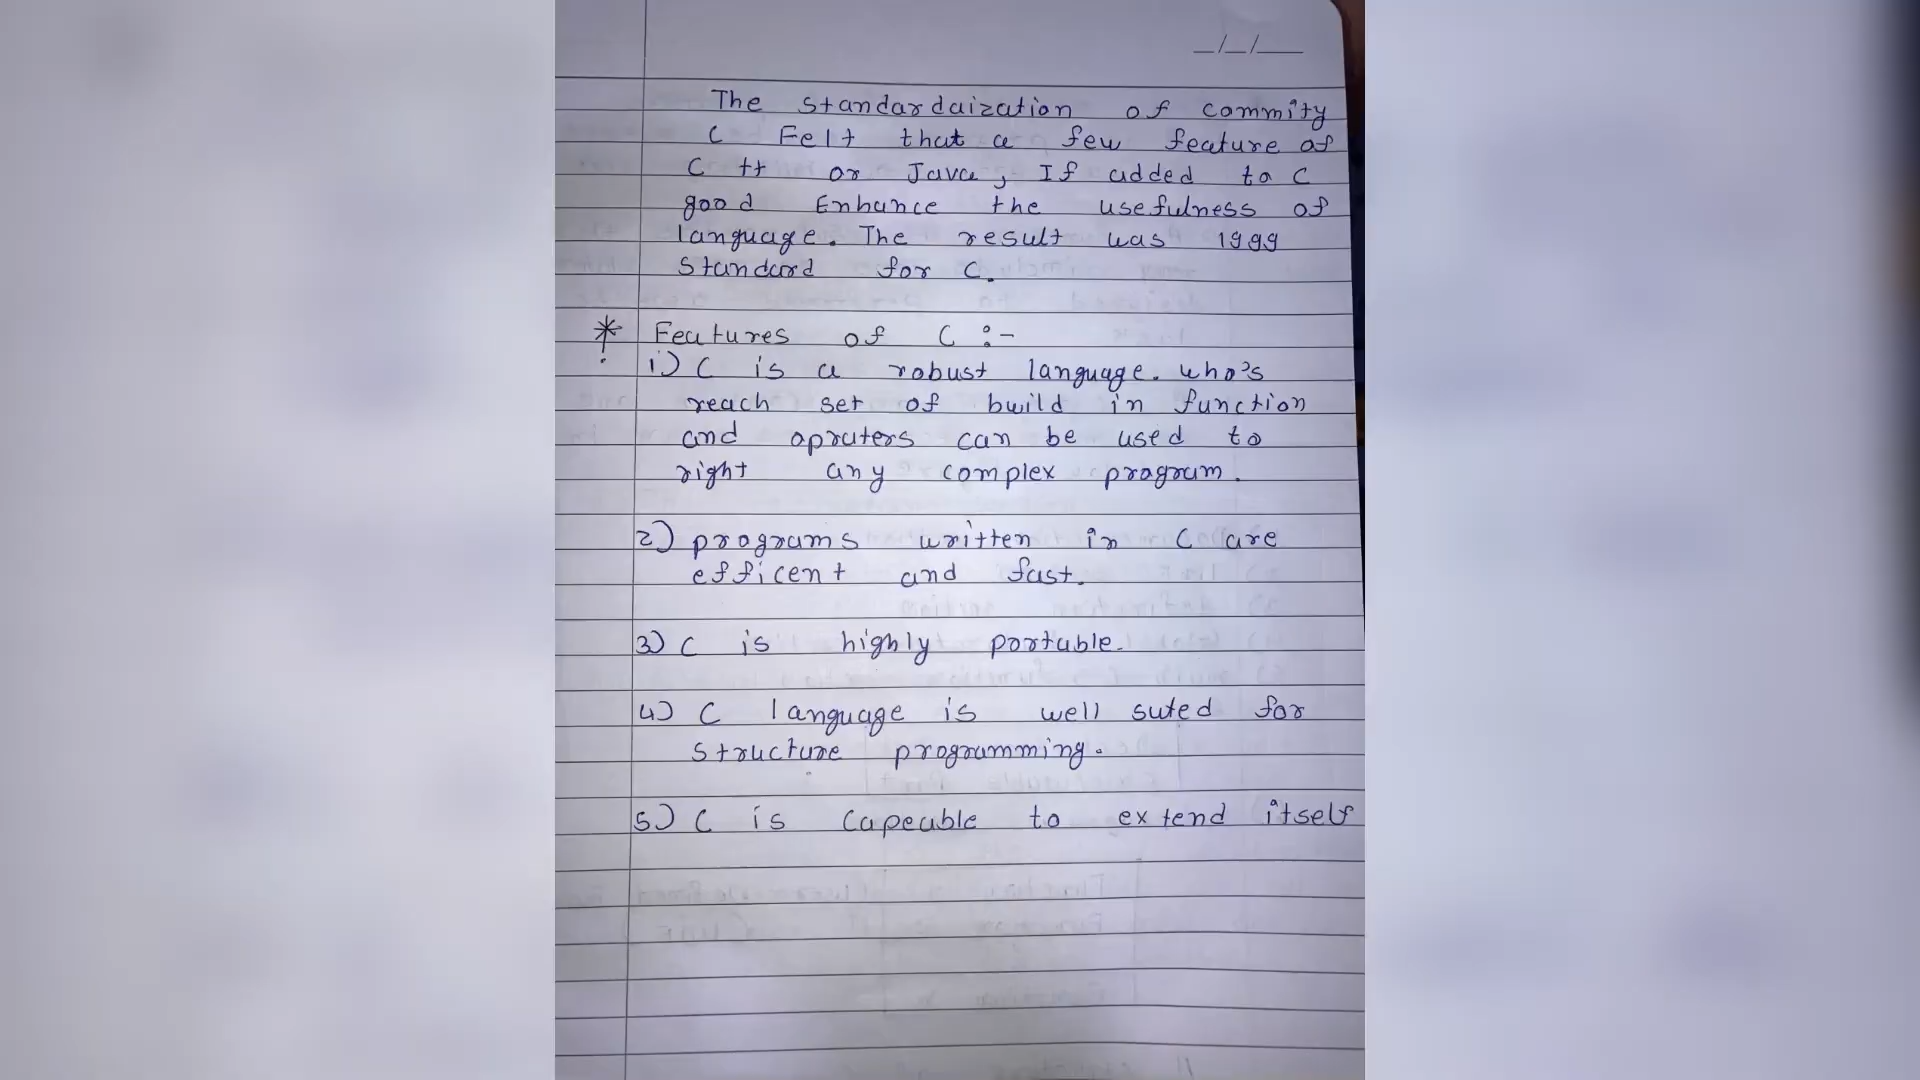 _/_/__
The standardaization of commity
C Felt that a few feature of
C ++ or Java, If added to C
good Enhance the usefulness of
language. The result was 1999
Standard for C.
* Features of C :-
1) C is a robust language. who's
reach set of build in function
and opraters can be used to
right any complex program.
2) programs written in C are
efficent and fast.
3) C is highly portable.
4) C language is well suted for
structure programming.
5) C is capeable to extend itself